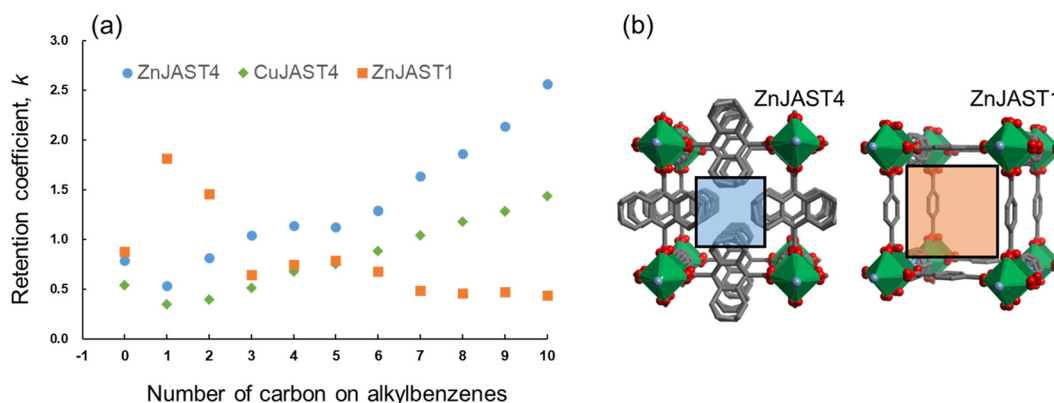 (a)
Retention coefficient, k
3.0
2.5
2.0
1.5
1.0
0.5
0.0
ZnJAST4 CuJAST4 ZnJAST1
-1 0 1 2 3 4 5 6 7 8 9 10
Number of carbon on alkylbenzenes
(b)
ZnJAST4 ZnJAST1